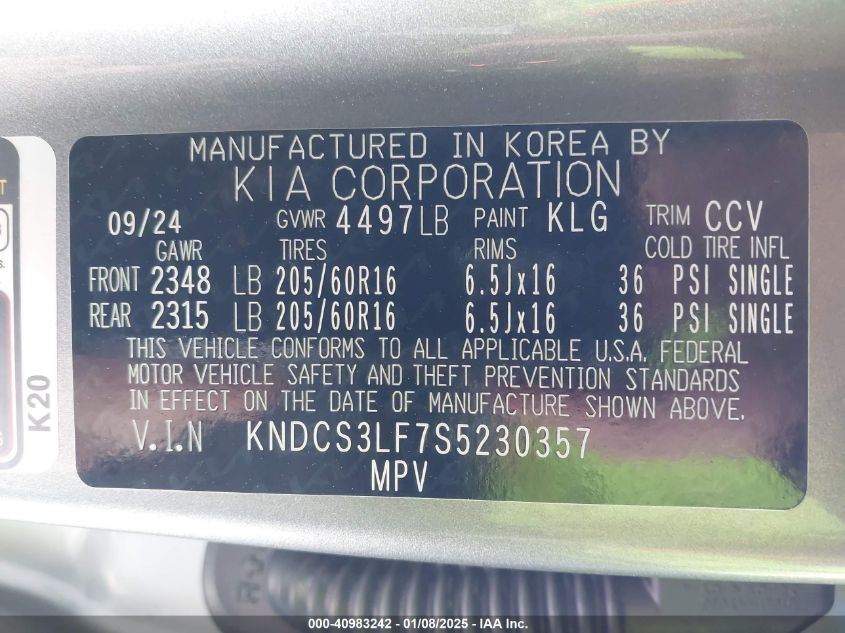 MANUFACTURED IN KOREA BY
KIA CORPORATION
09/24 GVWR 4497LB PAINT KLG TRIM CCV
GAWR TIRES RIMS COLD TIRE INFL
FRONT 2348 LB 205/60R16 6.5Jx16 36 PSI SINGLE
REAR 2315 LB 205/60R16 6.5Jx16 36 PSI SINGLE
THIS VEHICLE CONFORMS TO ALL APPLICABLE U.S.A. FEDERAL
MOTOR VEHICLE SAFETY AND THEFT PREVENTION STANDARDS
IN EFFECT ON THE DATE OF MANUFACTURE SHOWN ABOVE.
V.I.N KNDCS3LF7S5230357
MPV
K20
000-40983242 - 01/08/2025 - IAA Inc.